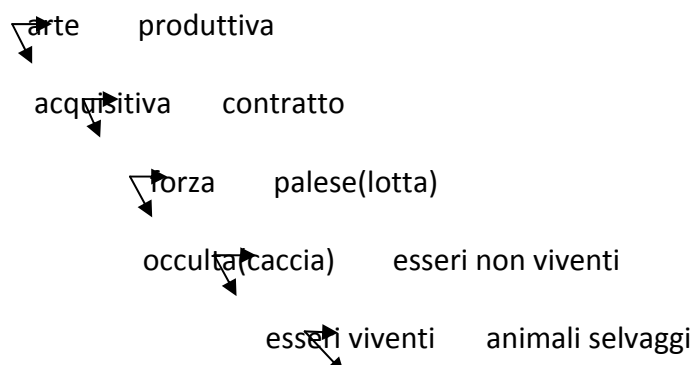 arte produttiva
acquisitiva contratto
forza palese(lotta)
occulta(caccia) esseri non viventi
esseri viventi animali selvaggi